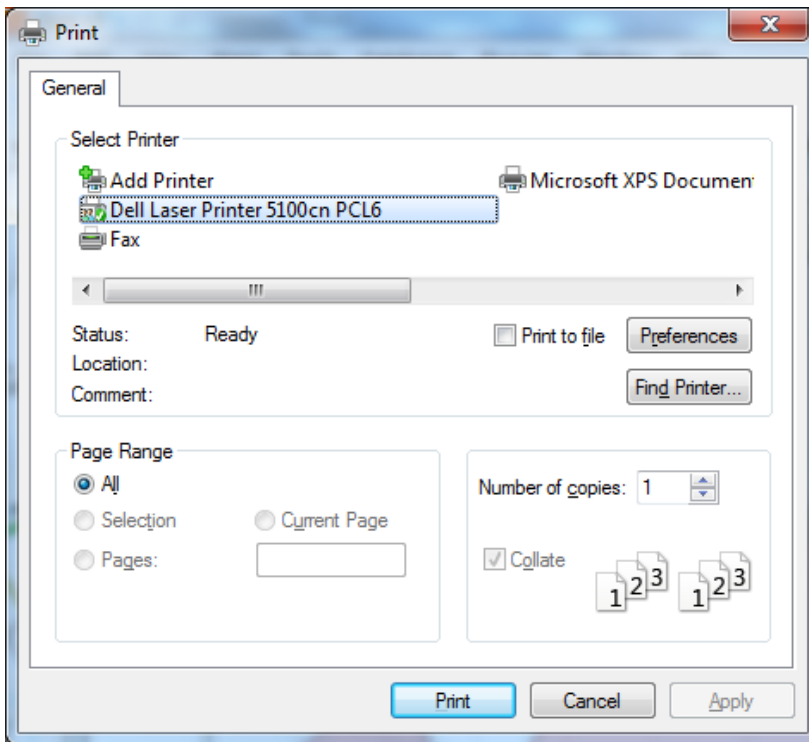 Print
General
Select Printer
Add Printer
Microsoft XPS Documen
Dell Laser Printer 5100cn PCL6
Fax
Status: Ready
Print to file
Preferences
Location:
Comment:
Find Printer...
Page Range
All
Selection
Current Page
Pages:
Number of copies: 1
Collate
1 2 3 1 2 3
Print
Cancel
Apply